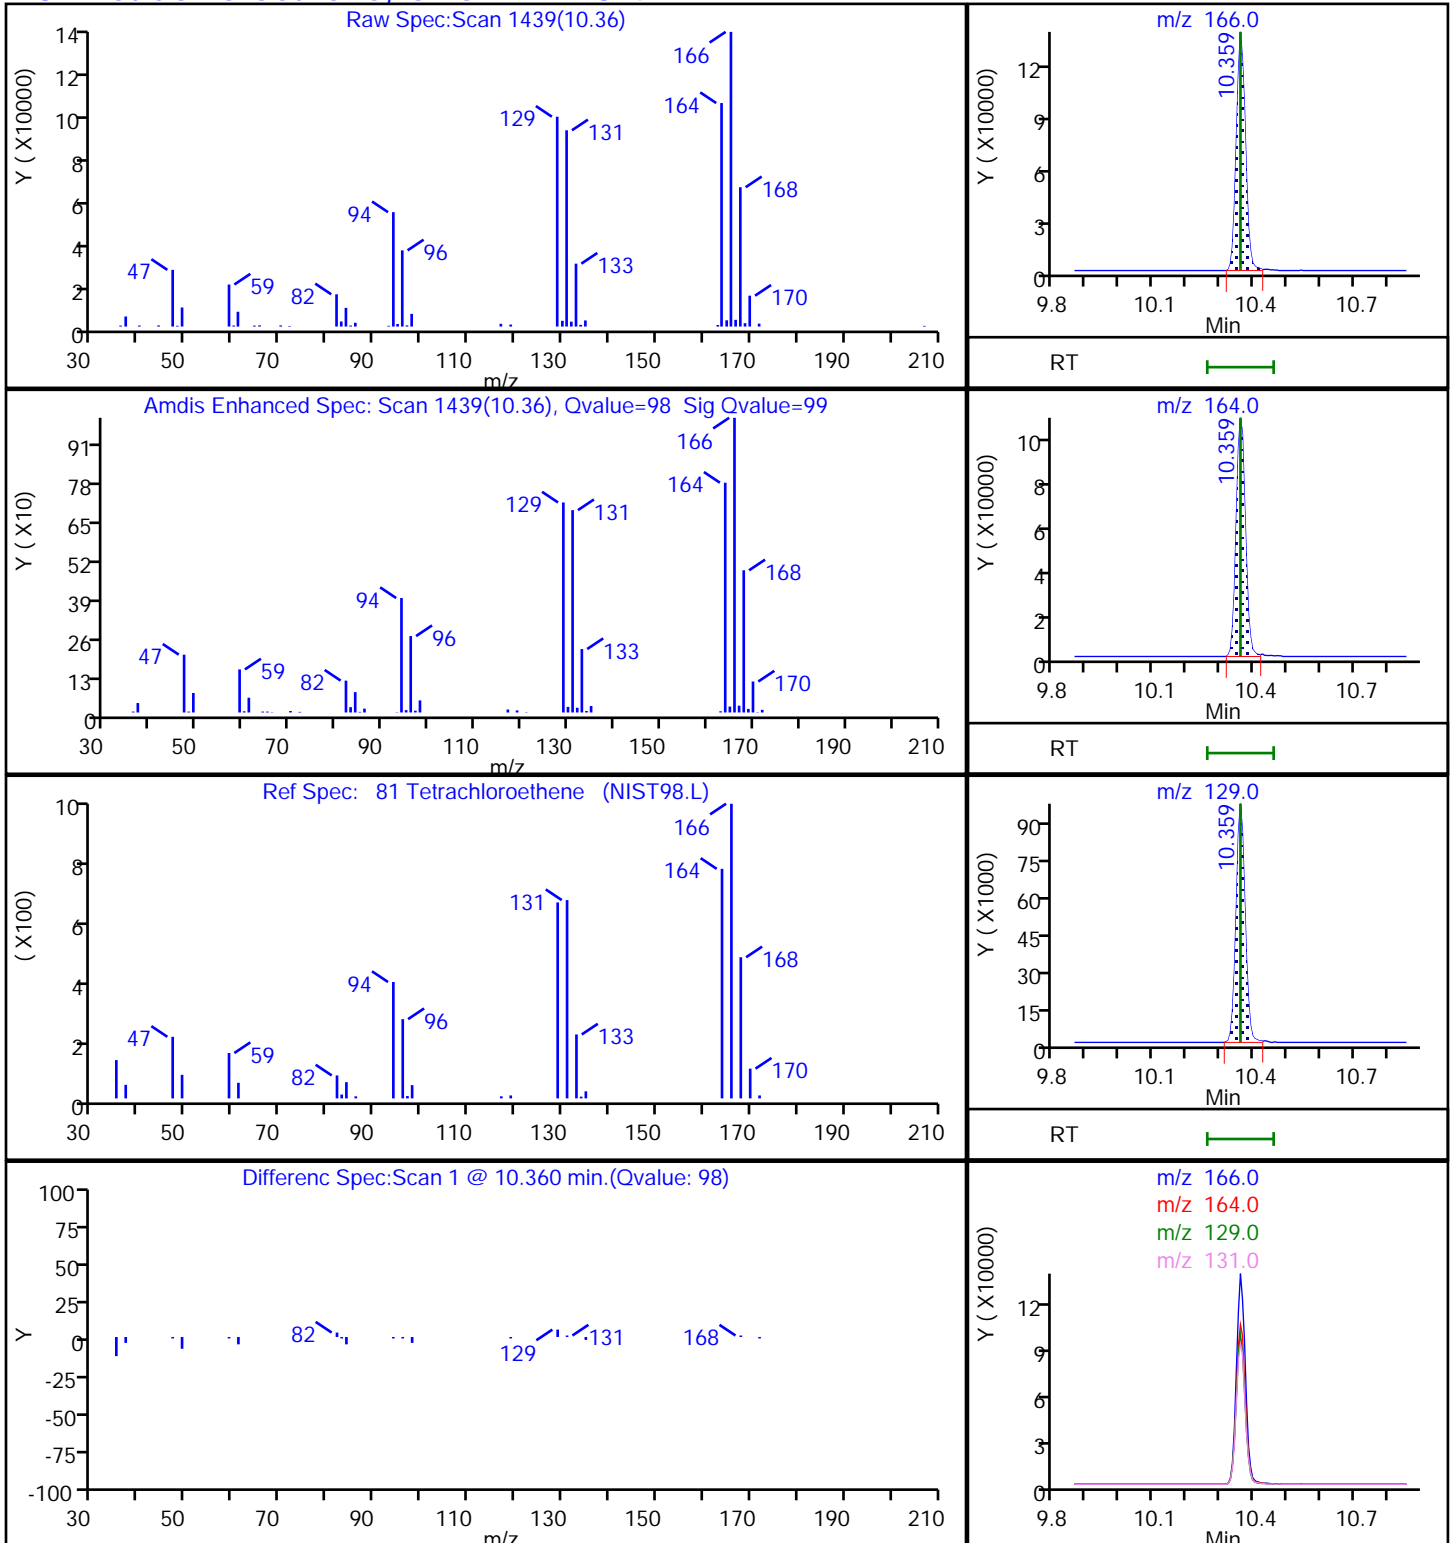 Raw Spec:Scan 1439(10.36)
Y ( X10000)
14
12
10
8
6
4
2
0
47
59
82
94
96
129
131
133
164
166
168
170
30 50 70 90 110 130 150 170 190 210
m/z
m/z 166.0
Y ( X10000)
12
9
6
3
0
10.359
9.8 10.1 10.4 10.7
Min
RT
Amdis Enhanced Spec: Scan 1439(10.36), Qvalue=98 Sig Qvalue=99
Y ( X10)
91
78
65
52
39
26
13
0
47
59
82
94
96
129
131
133
164
166
168
170
30 50 70 90 110 130 150 170 190 210
m/z
m/z 164.0
Y ( X10000)
10
8
6
4
2
0
10.359
9.8 10.1 10.4 10.7
Min
RT
Ref Spec: 81 Tetrachloroethene (NIST98.L)
( X100)
10
8
6
4
2
0
47
59
82
94
96
131
133
164
166
168
170
30 50 70 90 110 130 150 170 190 210
m/z 129.0
Y ( X1000)
90
75
60
45
30
15
0
10.359
9.8 10.1 10.4 10.7
Min
RT
Differenc Spec:Scan 1 @ 10.360 min.(Qvalue: 98)
Y
100
75
50
25
0
-25
-50
-75
-100
82
129
131
168
30 50 70 90 110 130 150 170 190 210
m/z
m/z 166.0
m/z 164.0
m/z 129.0
m/z 131.0
Y ( X10000)
12
9
6
3
0
9.8 10.1 10.4 10.7
Min